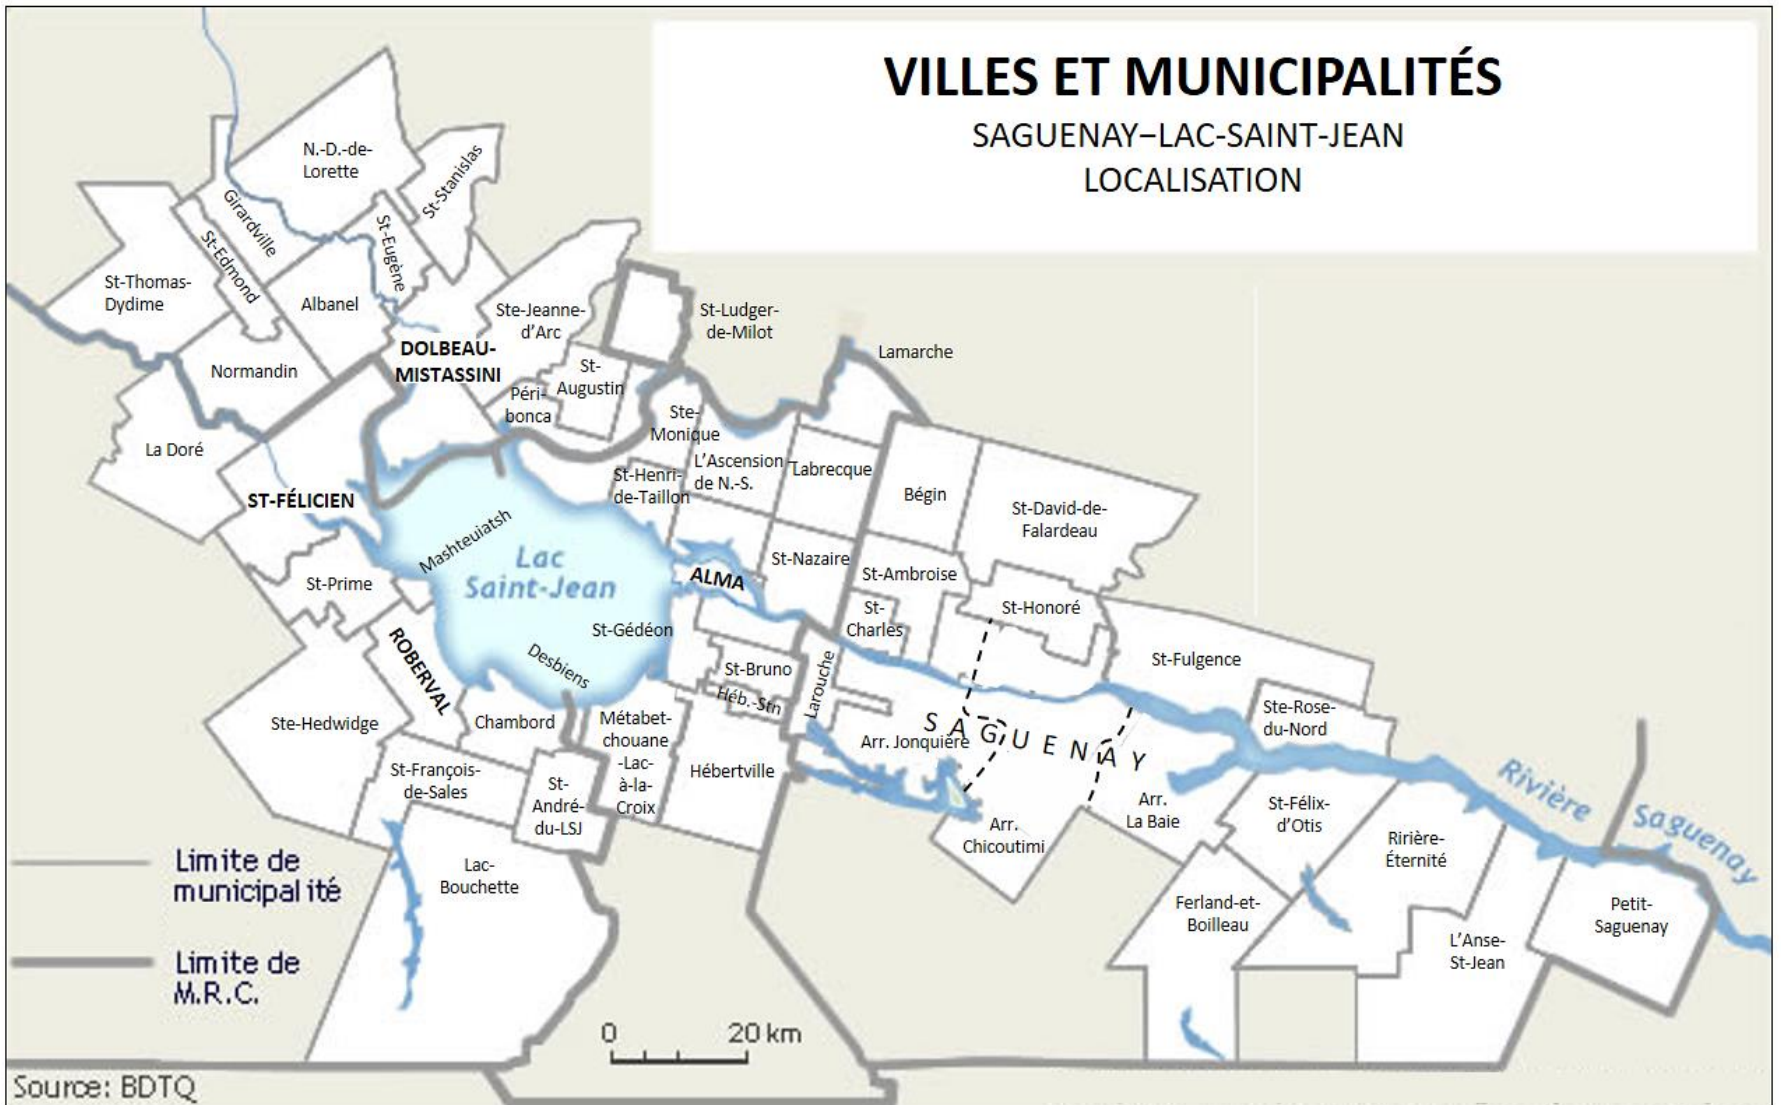 VILLES ET MUNICIPALITÉS
SAGUENAY–LAC-SAINT-JEAN
LOCALISATION
N.-D.-de-
Lorette
St-Stanislas
Girardville
St-Eugène
St-Edmond
St-Thomas-
Dydime
Albanel
Ste-Jeanne-
d'Arc
St-Ludger-
de-Milot
Lamarche
DOLBEAU-
MISTASSINI
Normandin
St-
Augustin
Péri-
bonca
Ste-
Monique
La Doré
L'Ascension
de N.-S.
Labrecque
St-Henri-
de-Taillon
Bégin
ST-FÉLICIEN
St-David-de-
Falardeau
Mashteuiatsh
Lac
Saint-Jean
St-Nazaire
ALMA
St-Ambroise
St-Prime
St-
Charles
St-Honoré
St-Gédéon
ROBERVAL
Desbiens
St-Bruno
Larouche
St-Fulgence
Héb.-Stn
Ste-Hedwidge
Chambord
Métabet-
chouane
-Lac-
à-la-
Croix
SAGUENAY
Arr. Jonquière
Ste-Rose-
du-Nord
Hébertville
St-François-
de-Sales
St-
André-
du-LSJ
Arr.
La Baie
St-Félix-
d'Otis
Rivière
Saguenay
Arr.
Chicoutimi
Ririère-
Éternité
Lac-
Bouchette
Ferland-et-
Boilleau
Petit-
Saguenay
L'Anse-
St-Jean
Limite de
municipalité
Limite de
M.R.C.
0 20 km
Source: BDTQ